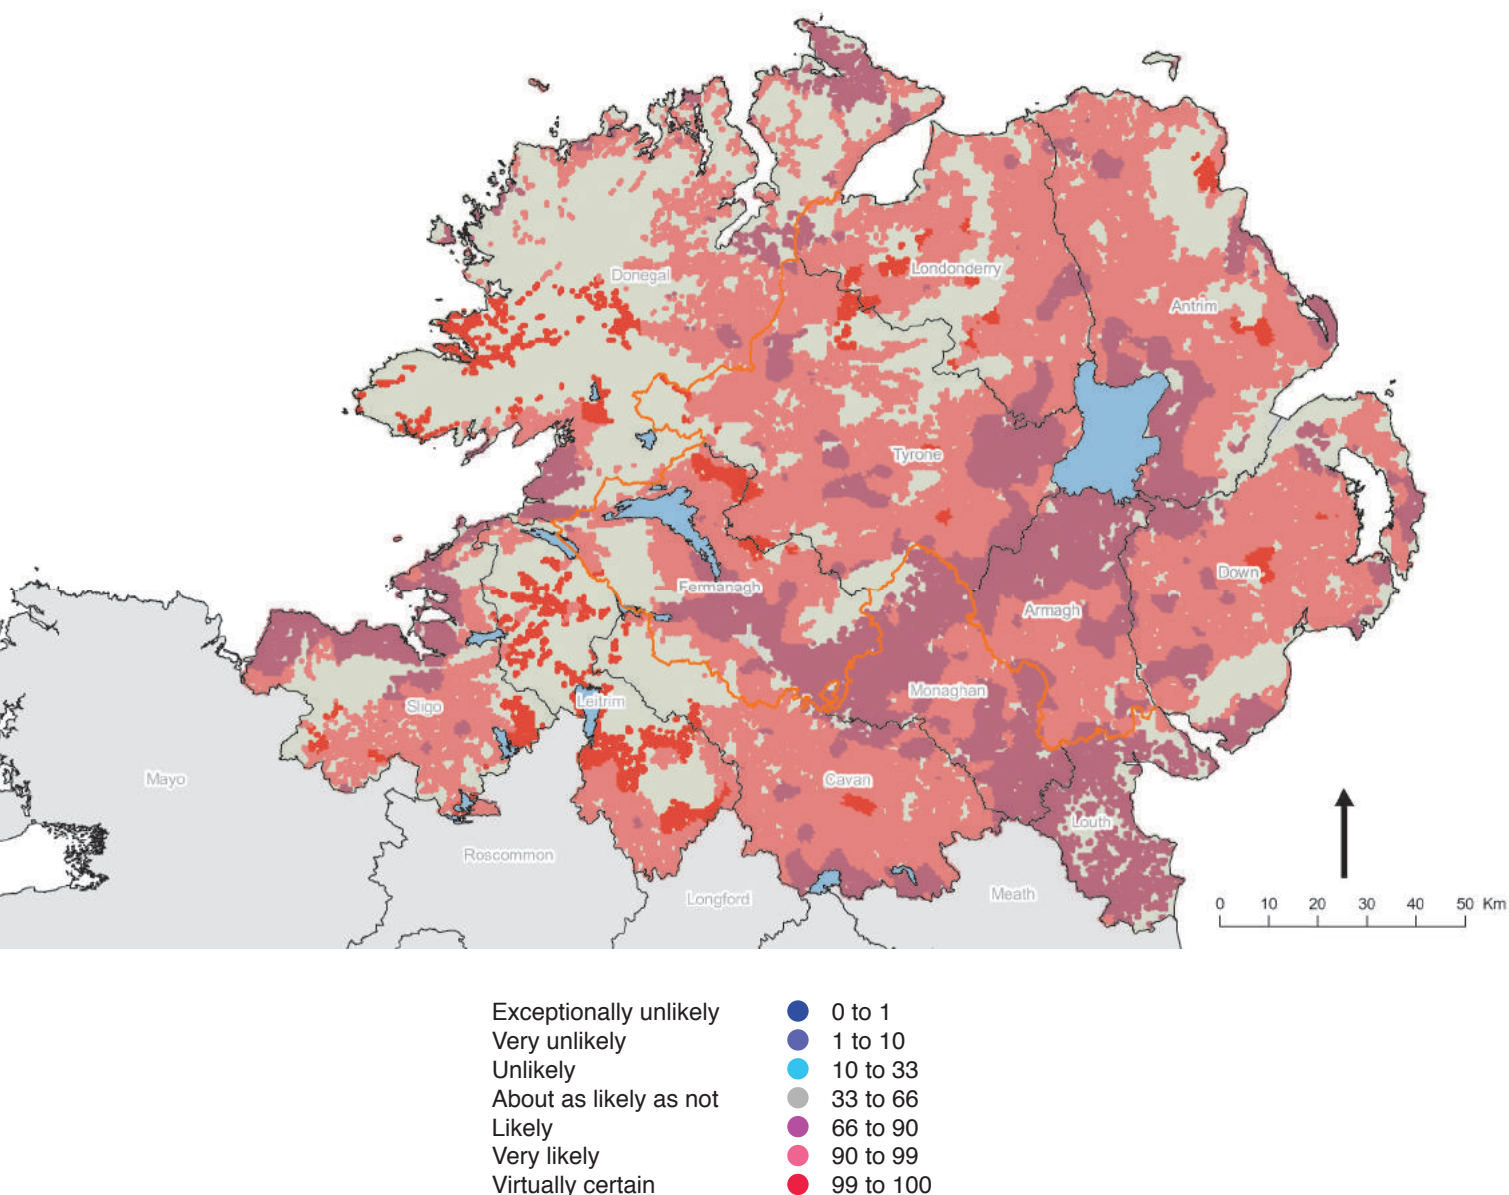 Donegal
Londonderry
Antrim
Tyrone
Fermanagh
Down
Armagh
Monaghan
Leitrim
Sligo
Mayo
Cavan
Louth
Roscommon
Longford
Meath
0 10 20 30 40 50 Km
Exceptionally unlikely 0 to 1
Very unlikely 1 to 10
Unlikely 10 to 33
About as likely as not 33 to 66
Likely 66 to 90
Very likely 90 to 99
Virtually certain 99 to 100